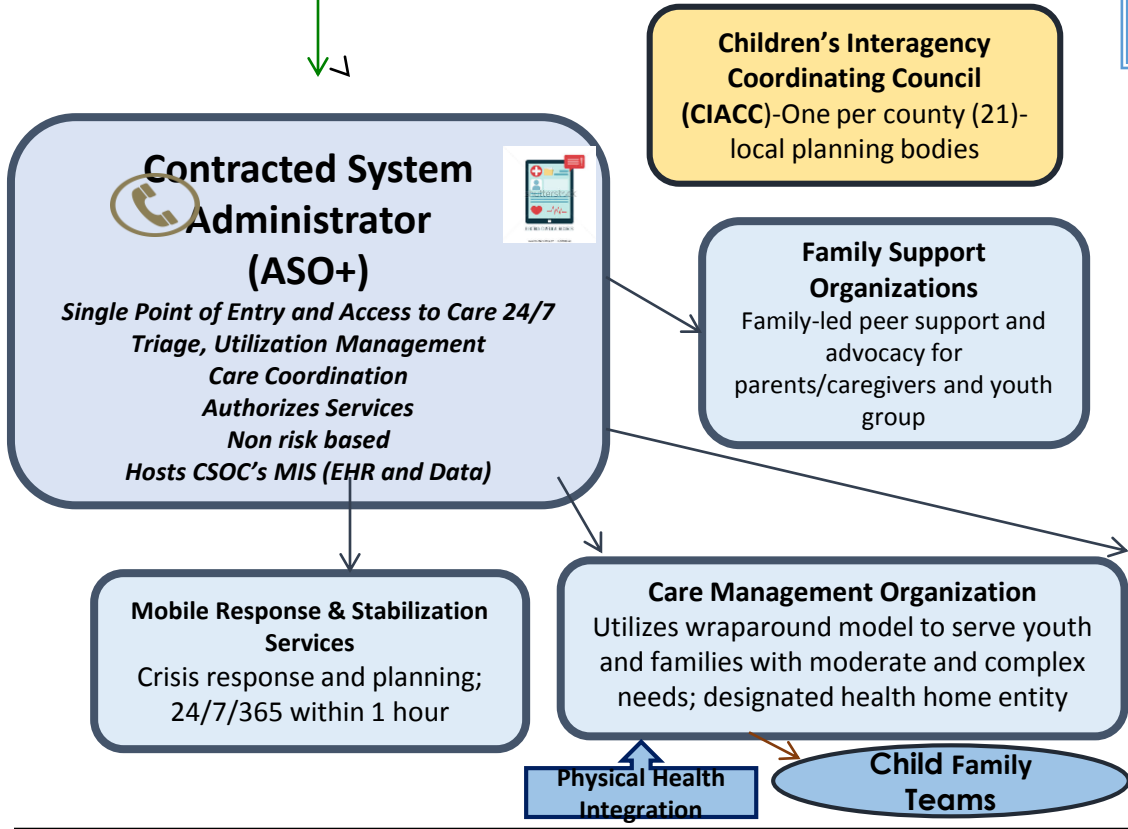 Children’s Interagency
Coordinating Council
(CIACC)-One per county (21)-
local planning bodies
Contracted System
Administrator
(ASO+)
Single Point of Entry and Access to Care 24/7
Triage, Utilization Management
Care Coordination
Authorizes Services
Non risk based
Hosts CSOC’s MIS (EHR and Data)
Family Support
Organizations
Family-led peer support and
advocacy for
parents/caregivers and youth
group
Mobile Response & Stabilization
Services
Crisis response and planning;
24/7/365 within 1 hour
Care Management Organization
Utilizes wraparound model to serve youth
and families with moderate and complex
needs; designated health home entity
Physical Health
Integration
Child Family
Teams